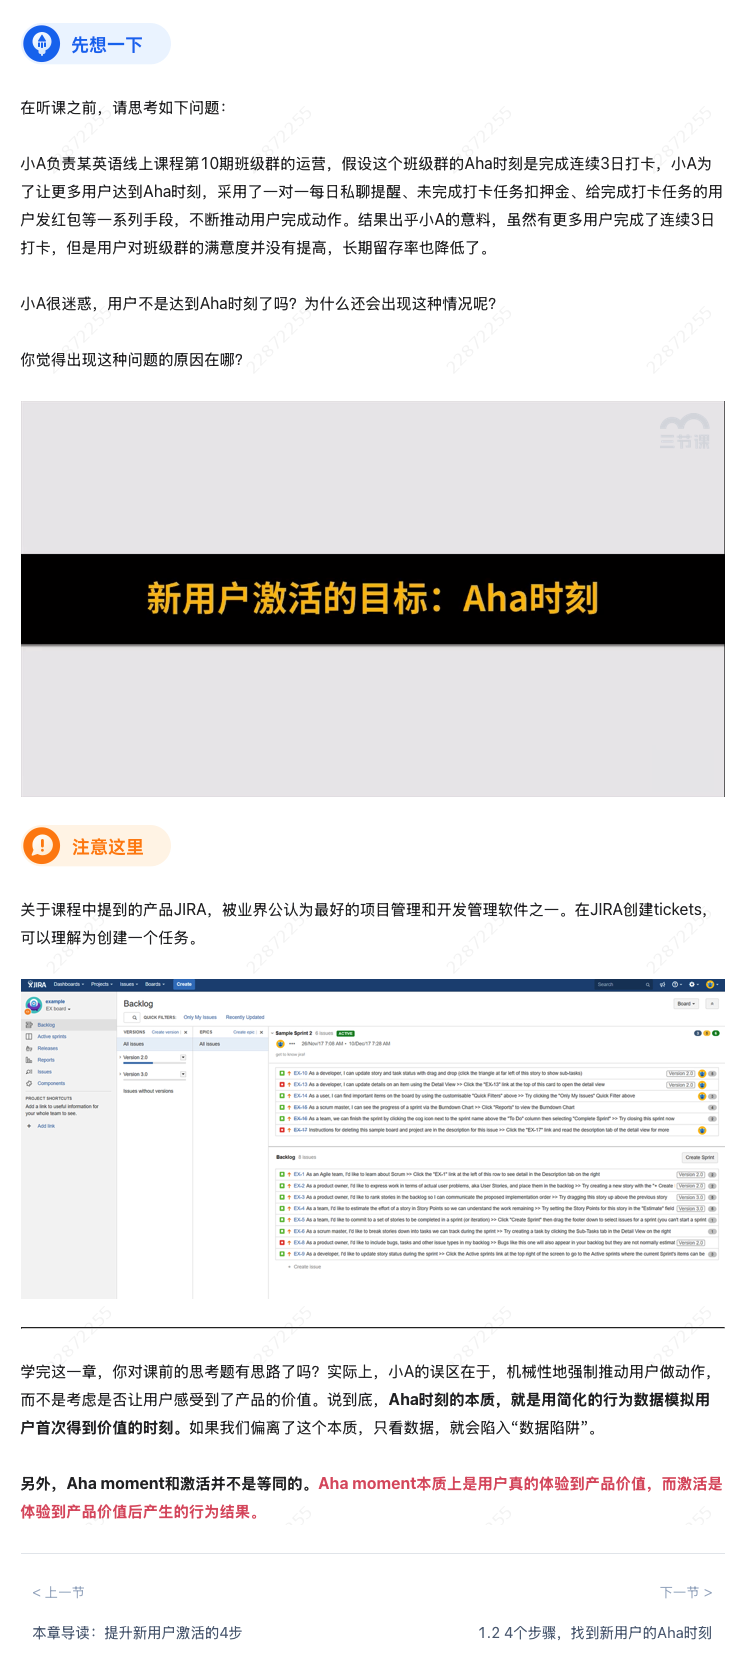 先想一下
在听课之前，请思考如下问题：
小A负责某英语线上课程第10期班级群的运营，假设这个班级群的Aha时刻是完成连续3日打卡，小A为
了让更多用户达到Aha时刻，采用了一对一每日私聊提醒、未完成打卡任务扣押金、给完成打卡任务的用
户发红包等一系列手段，不断推动用户完成动作。结果出乎小A的意料，虽然有更多用户完成了连续3日
打卡，但是用户对班级群的满意度并没有提高，长期留存率也降低了。
小A很迷惑，用户不是达到Aha时刻了吗？为什么还会出现这种情况呢？
你觉得出现这种问题的原因在哪？
三节课
新用户激活的目标：Aha时刻
注意这里
关于课程中提到的产品JIRA，被业界公认为最好的项目管理和开发管理软件之一。在JIRA创建tickets，
可以理解为创建一个任务。
JIRA Dashboards Projects Issues Boards Create Search
example
EX board
Backlog
Active sprints
Releases
Reports
Issues
Components
PROJECT SHORTCUTS
Add a link to useful information for
your whole team to see.
+ Add link
Backlog
Board
QUICK FILTERS Only My Issues Recently Updated
VERSIONS Create version
All issues
Version 2.0
Version 3.0
Issues without versions
EPICS Create epic
All issues
Sample Sprint 2 6 issues ACTIVE
26/Nov/17 7:08 AM • 10/Dec/17 7:28 AM
EX-10 As a developer, I can update story and task status with drag and drop (click the triangle at far left of this story to show sub-tasks) Version 2.0
EX-13 As a developer, I can update details on an item using the Detail View >> Click the "EX-13" link at the top of this card to open the detail view Version 2.0
EX-14 As a user, I can find important items on the board by using the customisable "Quick Filters" above >> Try clicking the "Only My Issues" Quick Filter above
EX-15 As a scrum master, I can see the progress of a sprint via the Burndown Chart >> Click "Reports" to view the Burndown Chart
EX-16 As a team, we can finish the sprint by clicking the cog icon next to the sprint name above the "To Do" column then selecting "Complete Sprint" >> Try closing this sprint now
EX-17 Instructions for deleting this sample board and project are in the description for this issue >> Click the "EX-17" link and read the description tab of the detail view for more
Backlog 8 issues Create Sprint
EX-1 As an Agile team, I'd like to learn about Scrum >> Click the "EX-1" link at the left of this row to see detail in the Description tab on the right Version 2.0
EX-2 As a product owner, I'd like to express work in terms of actual user problems, aka User Stories, and place them in the backlog >> Try creating a new story with the "+ Create Version 2.0
EX-3 As a product owner, I'd like to rank stories in the backlog so I can communicate the proposed implementation order >> Try dragging this story up above the previous story Version 3.0
EX-4 As a team, I'd like to estimate the effort of a story in Story Points so we can understand the work remaining >> Try setting the Story Points for this story in the "Estimate" field Version 3.0
EX-5 As a team, I'd like to commit to a set of stories to be completed in a sprint (or iteration) >> Click "Create Sprint" then drag the footer down to select issues for a sprint (you can't start a sprint
EX-6 As a scrum master, I'd like to break stories down into tasks we can track during the sprint >> Try creating a task by clicking the Sub-Tasks tab in the Detail View on the right
EX-8 As a product owner, I'd like to include bugs, tasks and other issue types in my backlog >> Bugs like this one will also appear in your backlog but they are not normally estimat Version 2.0
EX-9 As a developer, I'd like to update story status during the sprint >> Click the Active sprints link at the top right of the screen to go to the Active sprints where the current Sprint's items can be
+ Create issue
学完这一章，你对课前的思考题有思路了吗？实际上，小A的误区在于，机械性地强制推动用户做动作，
而不是考虑是否让用户感受到了产品的价值。说到底，Aha时刻的本质，就是用简化的行为数据模拟用
户首次得到价值的时刻。如果我们偏离了这个本质，只看数据，就会陷入“数据陷阱”。
另外，Aha moment和激活并不是等同的。Aha moment本质上是用户真的体验到产品价值，而激活是
体验到产品价值后产生的行为结果。
< 上一节 下一节 >
本章导读：提升新用户激活的4步 1.2 4个步骤，找到新用户的Aha时刻
22872255